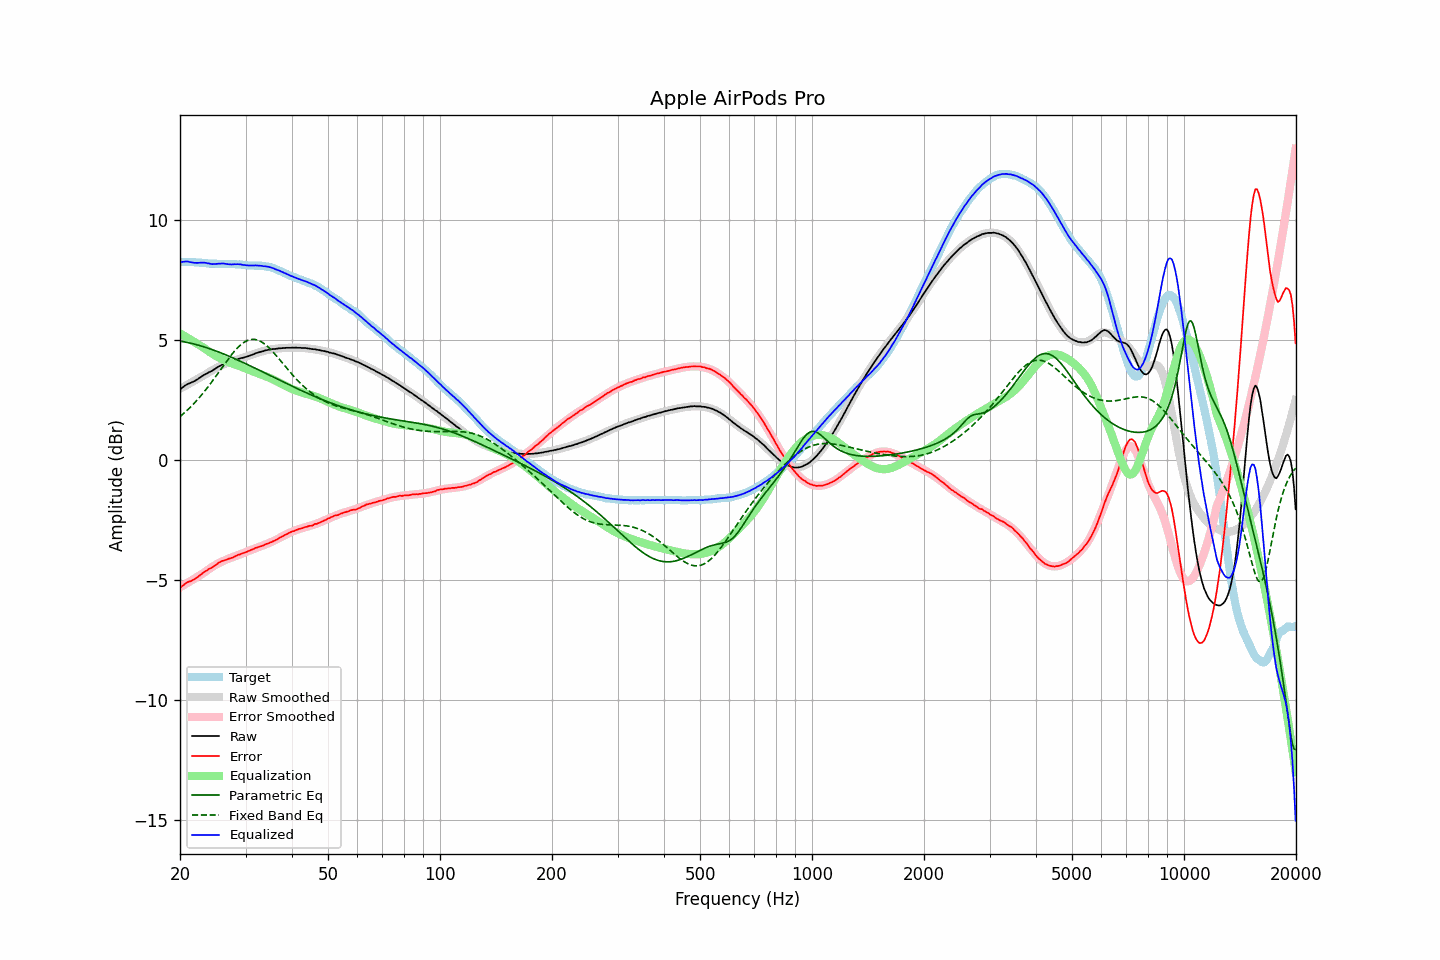 Apple AirPods Pro
Amplitude (dBr)
10
5
0
−5
−10
−15
Target
Raw Smoothed
Error Smoothed
Raw
Error
Equalization
Parametric Eq
Fixed Band Eq
Equalized
20 50 100 200 500 1000 2000 5000 10000 20000
Frequency (Hz)